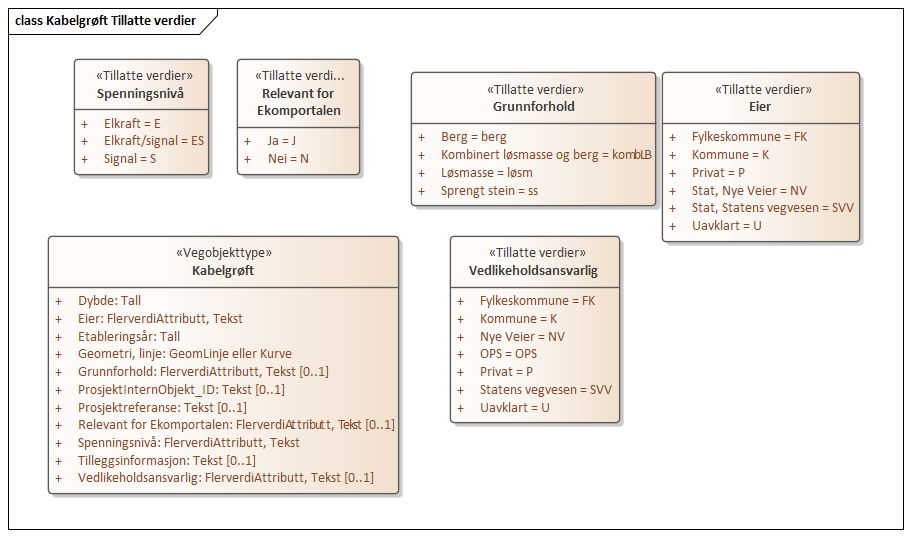 class Kabelgrøft Tillatte verdier
«Tillatte verdier»
Spenningsnivå
+ Elkraft = E
+ Elkraft/signal = ES
+ Signal = S
«Tillatte verdi...
Relevant for
Ekomportalen
+ Ja = J
+ Nei = N
«Tillatte verdier»
Grunnforhold
+ Berg = berg
+ Kombinert løsmasse og berg = kombLB
+ Løsmasse = løsm
+ Sprengt stein = ss
«Tillatte verdier»
Eier
+ Fylkeskommune = FK
+ Kommune = K
+ Privat = P
+ Stat, Nye Veier = NV
+ Stat, Statens vegvesen = SVV
+ Uavklart = U
«Vegobjekttype»
Kabelgrøft
+ Dybde: Tall
+ Eier: FlerverdiAttributt, Tekst
+ Etableringsår: Tall
+ Geometri, linje: GeomLinje eller Kurve
+ Grunnforhold: FlerverdiAttributt, Tekst [0..1]
+ ProsjektInternObjekt_ID: Tekst [0..1]
+ Prosjektreferanse: Tekst [0..1]
+ Relevant for Ekomportalen: FlerverdiAttributt, Tekst [0..1]
+ Spenningsnivå: FlerverdiAttributt, Tekst
+ Tilleggsinformasjon: Tekst [0..1]
+ Vedlikeholdsansvarlig: FlerverdiAttributt, Tekst [0..1]
«Tillatte verdier»
Vedlikeholdsansvarlig
+ Fylkeskommune = FK
+ Kommune = K
+ Nye Veier = NV
+ OPS = OPS
+ Privat = P
+ Statens vegvesen = SVV
+ Uavklart = U